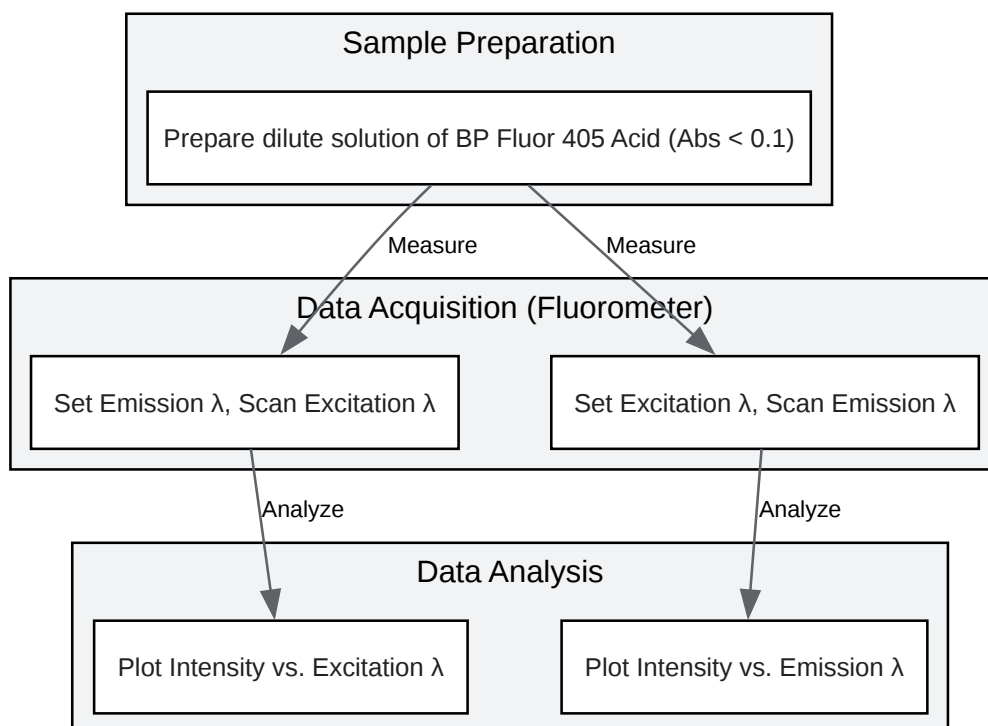 Sample Preparation
Prepare dilute solution of BP Fluor 405 Acid (Abs < 0.1)
Measure
Measure
Data Acquisition (Fluorometer)
Set Emission λ, Scan Excitation λ
Set Excitation λ, Scan Emission λ
Analyze
Analyze
Data Analysis
Plot Intensity vs. Excitation λ
Plot Intensity vs. Emission λ